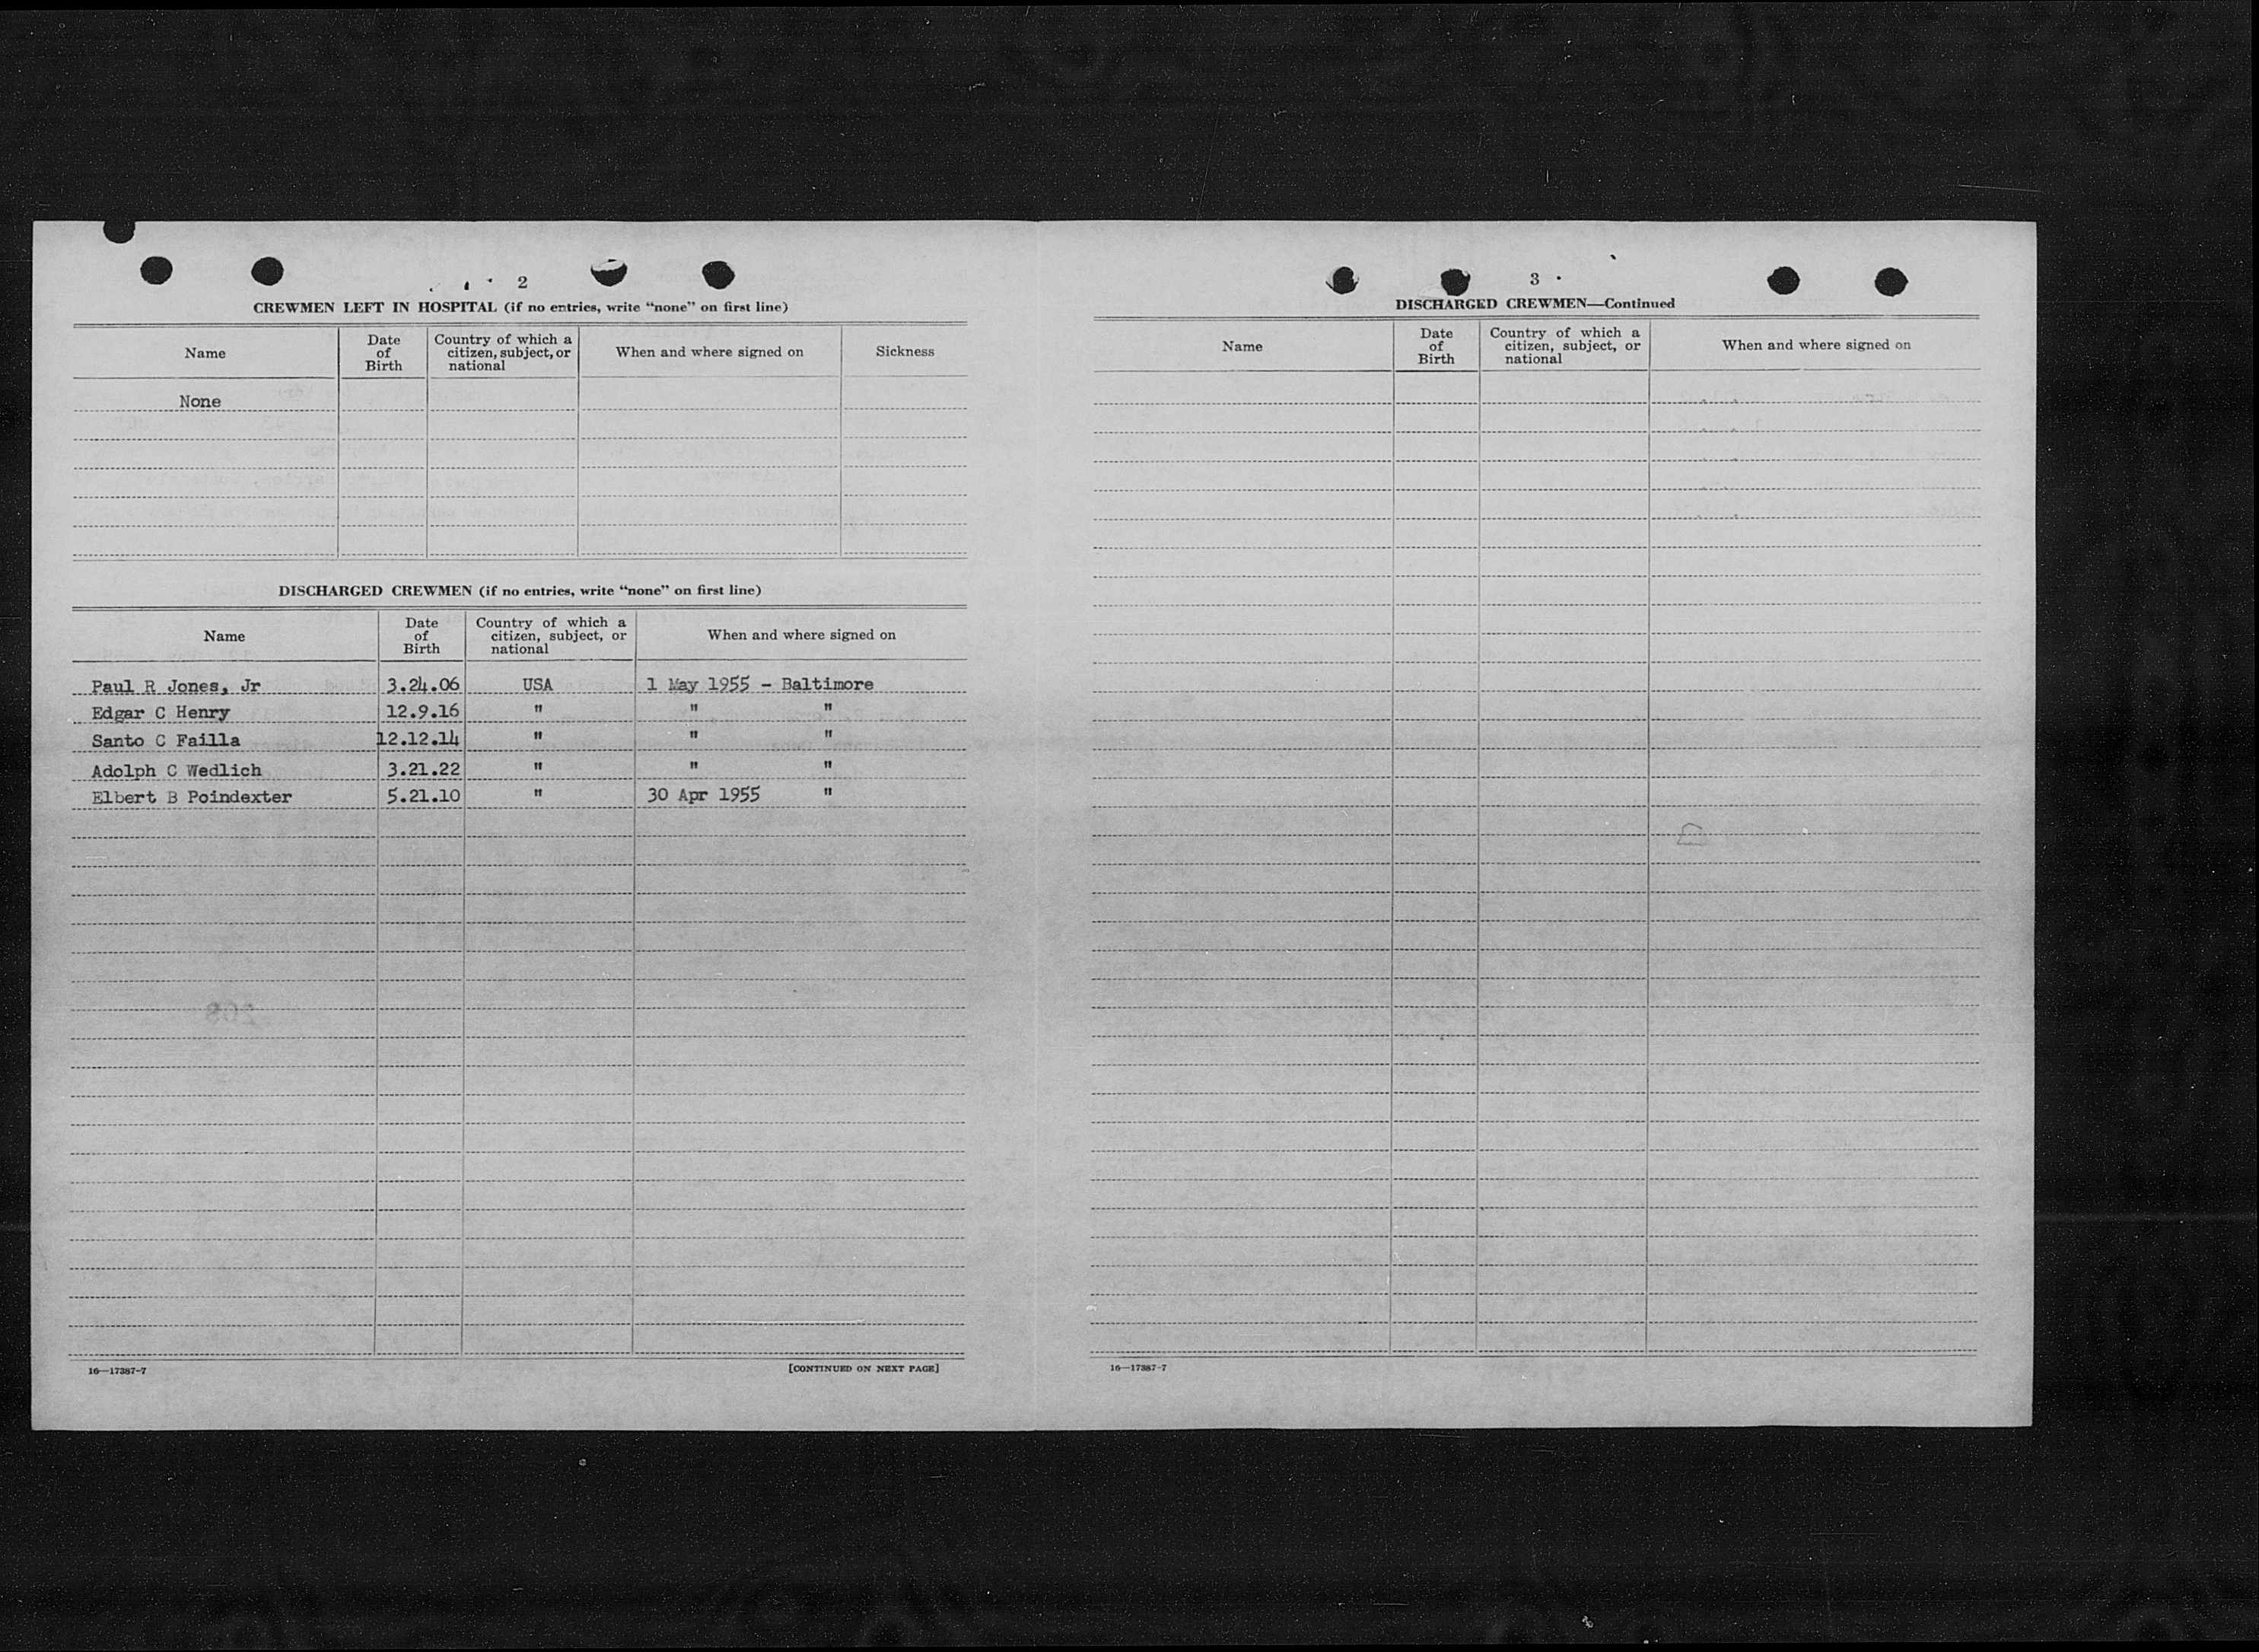 2
CREWMEN LEFT IN HOSPITAL (if no entries, write “none” on first line)
Name
Date of Birth
Country of which a citizen, subject, or national
When and where signed on
Sickness
None
DISCHARGED CREWMEN (if no entries, write “none” on first line)
Name
Date of Birth
Country of which a citizen, subject, or national
When and where signed on
Paul R Jones, Jr 3.24.06 USA 1 May 1955 - Baltimore
Edgar C Henry 12.9.16 " " "
Santo C Failla 12.12.14 " " "
Adolph C Wedlich 3.21.22 " " "
Elbert B Poindexter 5.21.10 " 30 Apr 1955 "
16—17387-7
[CONTINUED ON NEXT PAGE]
3
DISCHARGED CREWMEN—Continued
Name
Date of Birth
Country of which a citizen, subject, or national
When and where signed on
16—17387-7